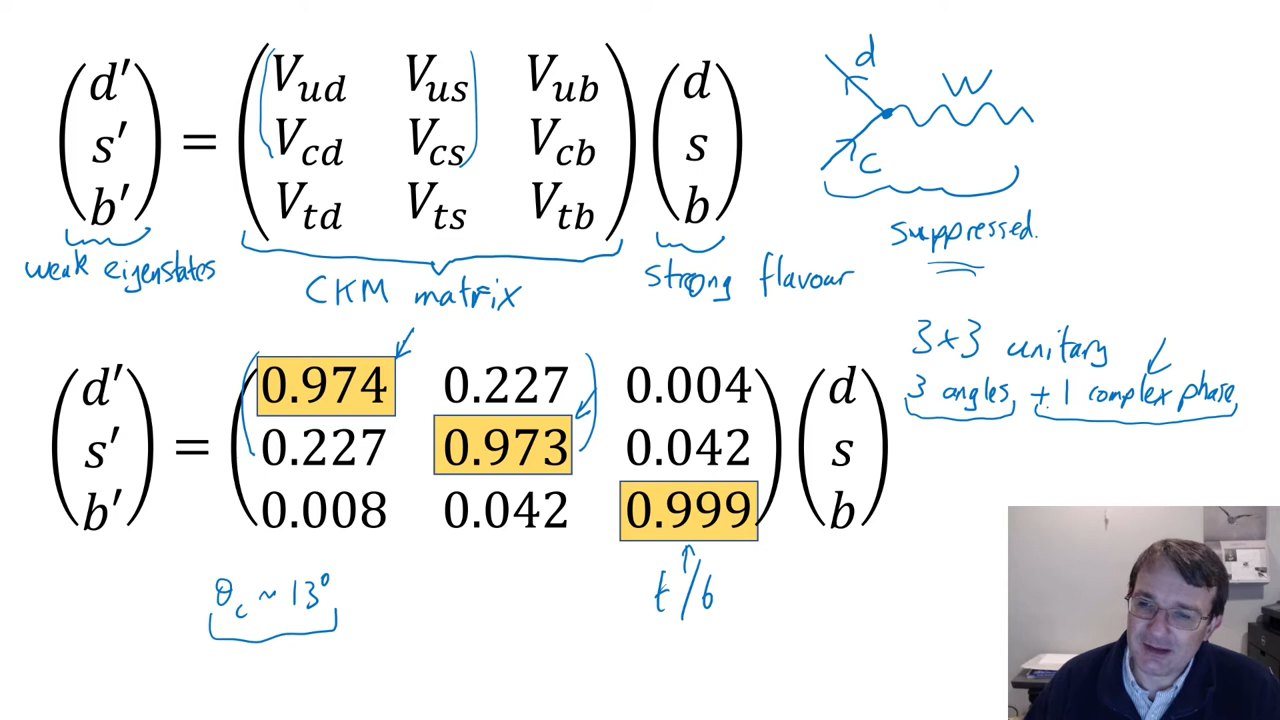 d′ V_ud V_us V_ub d
s′ = V_cd V_cs V_cb s
b′ V_td V_ts V_tb b
d
W
c
suppressed.
weak eigenstates
CKM matrix
strong flavour
3×3 unitary
3 angles + 1 complex phase
d′ 0.974 0.227 0.004 d
s′ = 0.227 0.973 0.042 s
b′ 0.008 0.042 0.999 b
θ_c ~ 13°
t/b